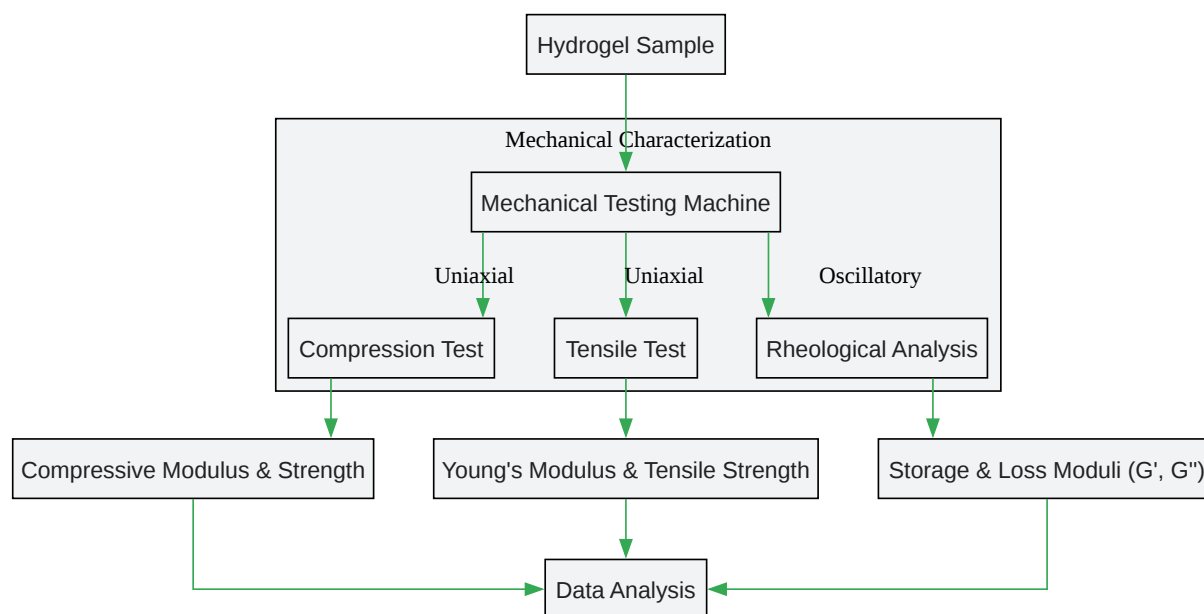 Hydrogel Sample
Mechanical Characterization
Mechanical Testing Machine
Uniaxial
Uniaxial
Oscillatory
Compression Test
Tensile Test
Rheological Analysis
Compressive Modulus & Strength
Young's Modulus & Tensile Strength
Storage & Loss Moduli (G', G")
Data Analysis